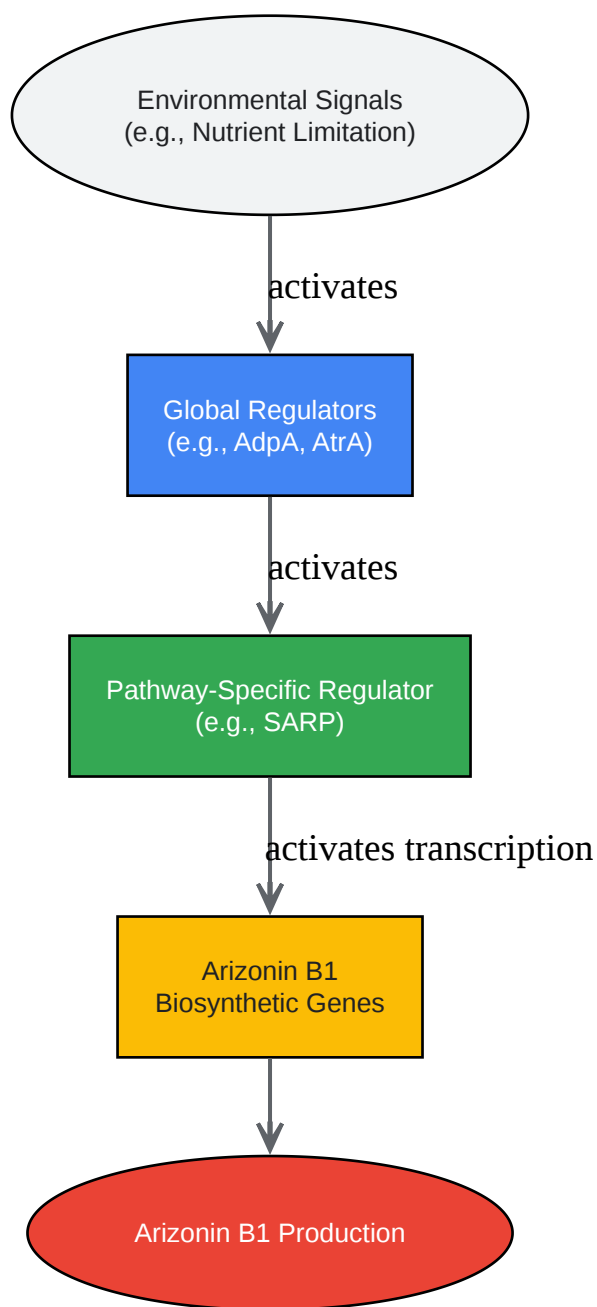 Environmental Signals
(e.g., Nutrient Limitation)
activates
Global Regulators
(e.g., AdpA, AtrA)
activates
Pathway-Specific Regulator
(e.g., SARP)
activates transcription
Arizonin B1
Biosynthetic Genes
Arizonin B1 Production